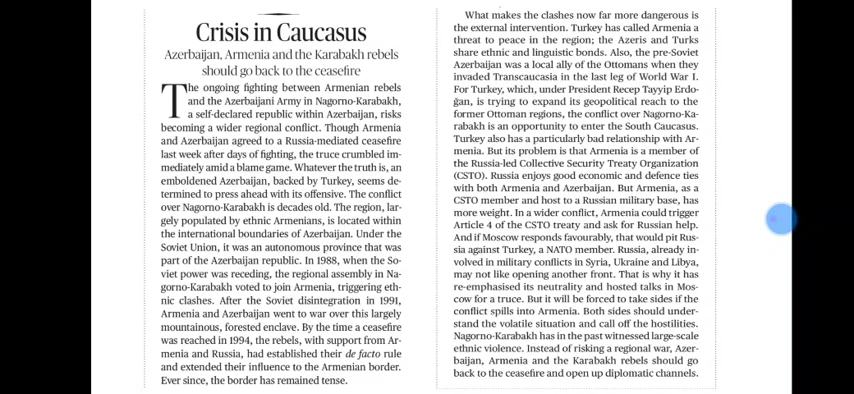 Crisis in Caucasus
Azerbaijan, Armenia and the Karabakh rebels
should go back to the ceasefire
The ongoing fighting between Armenian rebels
and the Azerbaijani Army in Nagorno-Karabakh,
a self-declared republic within Azerbaijan, risks
becoming a wider regional conflict. Though Armenia
and Azerbaijan agreed to a Russia-mediated ceasefire
last week after days of fighting, the truce crumbled im-
mediately amid a blame game. Whatever the truth is, an
emboldened Azerbaijan, backed by Turkey, seems de-
termined to press ahead with its offensive. The conflict
over Nagorno-Karabakh is decades old. The region, lar-
gely populated by ethnic Armenians, is located within
the international boundaries of Azerbaijan. Under the
Soviet Union, it was an autonomous province that was
part of the Azerbaijan republic. In 1988, when the So-
viet power was receding, the regional assembly in Na-
gorno-Karabakh voted to join Armenia, triggering eth-
nic clashes. After the Soviet disintegration in 1991,
Armenia and Azerbaijan went to war over this largely
mountainous, forested enclave. By the time a ceasefire
was reached in 1994, the rebels, with support from Ar-
menia and Russia, had established their de facto rule
and extended their influence to the Armenian border.
Ever since, the border has remained tense.
What makes the clashes now far more dangerous is
the external intervention. Turkey has called Armenia a
threat to peace in the region; the Azeris and Turks
share ethnic and linguistic bonds. Also, the pre-Soviet
Azerbaijan was a local ally of the Ottomans when they
invaded Transcaucasia in the last leg of World War I.
For Turkey, which, under President Recep Tayyip Erdo-
ğan, is trying to expand its geopolitical reach to the
former Ottoman regions, the conflict over Nagorno-Ka-
rabakh is an opportunity to enter the South Caucasus.
Turkey also has a particularly bad relationship with Ar-
menia. But its problem is that Armenia is a member of
the Russia-led Collective Security Treaty Organization
(CSTO). Russia enjoys good economic and defence ties
with both Armenia and Azerbaijan. But Armenia, as a
CSTO member and host to a Russian military base, has
more weight. In a wider conflict, Armenia could trigger
Article 4 of the CSTO treaty and ask for Russian help.
And if Moscow responds favourably, that would pit Rus-
sia against Turkey, a NATO member. Russia, already in-
volved in military conflicts in Syria, Ukraine and Libya,
may not like opening another front. That is why it has
re-emphasised its neutrality and hosted talks in Mos-
cow for a truce. But it will be forced to take sides if the
conflict spills into Armenia. Both sides should under-
stand the volatile situation and call off the hostilities.
Nagorno-Karabakh has in the past witnessed large-scale
ethnic violence. Instead of risking a regional war, Azer-
baijan, Armenia and the Karabakh rebels should go
back to the ceasefire and open up diplomatic channels.